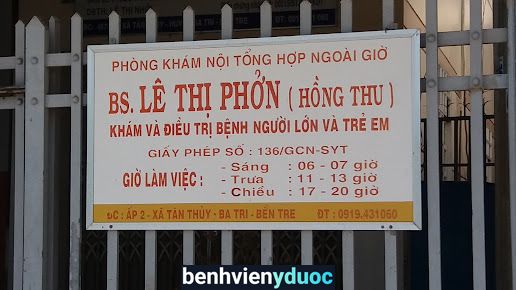 PHÒNG KHÁM NỘI TỔNG HỢP NGOÀI GIỜ
BS. LÊ THỊ PHỞN ( HỒNG THU )
KHÁM VÀ ĐIỀU TRỊ BỆNH NGƯỜI LỚN VÀ TRẺ EM
GIẤY PHÉP SỐ : 136/GCN-SYT
GIỜ LÀM VIỆC :
- Sáng : 06 - 07 giờ
- Trưa : 11 - 13 giờ
- Chiều : 17 - 20 giờ
ĐC : ẤP 2 - XÃ TÂN THỦY - BA TRI - BẾN TRE ĐT : 0919.431060
benhvienyduoc